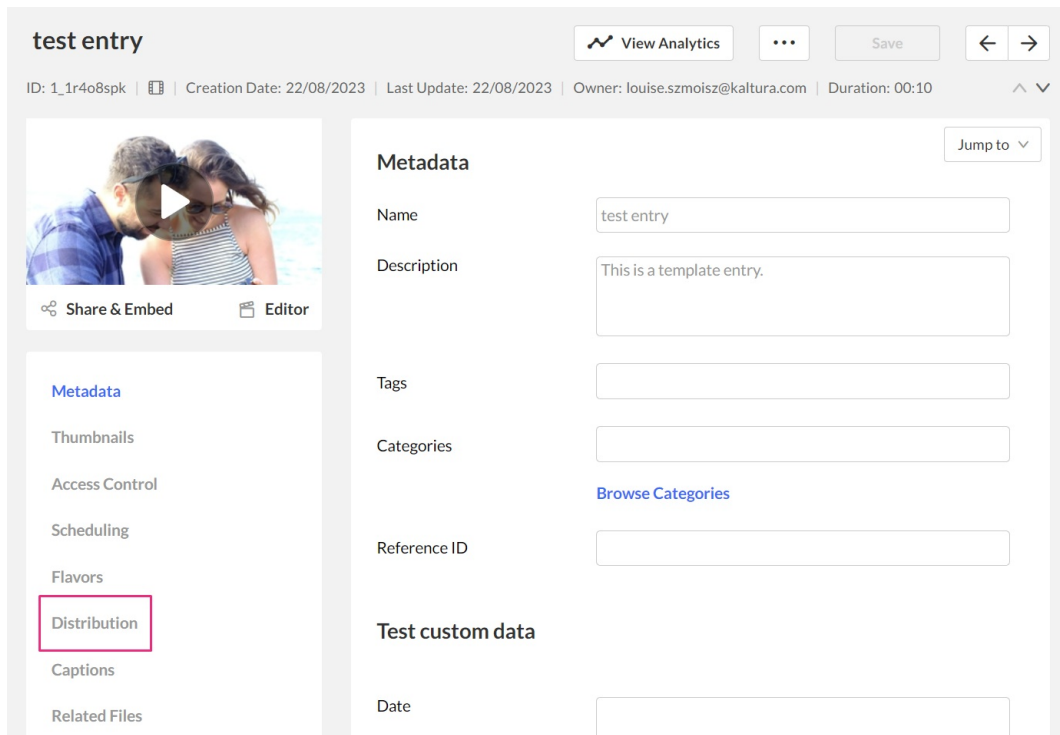 test entry
View Analytics
Save
ID: 1_1r4o8spk | Creation Date: 22/08/2023 | Last Update: 22/08/2023 | Owner: louise.szmoisz@kaltura.com | Duration: 00:10
Share & Embed
Editor
Metadata
Thumbnails
Access Control
Scheduling
Flavors
Distribution
Captions
Related Files
Jump to
Metadata
Name
test entry
Description
This is a template entry.
Tags
Categories
Browse Categories
Reference ID
Test custom data
Date